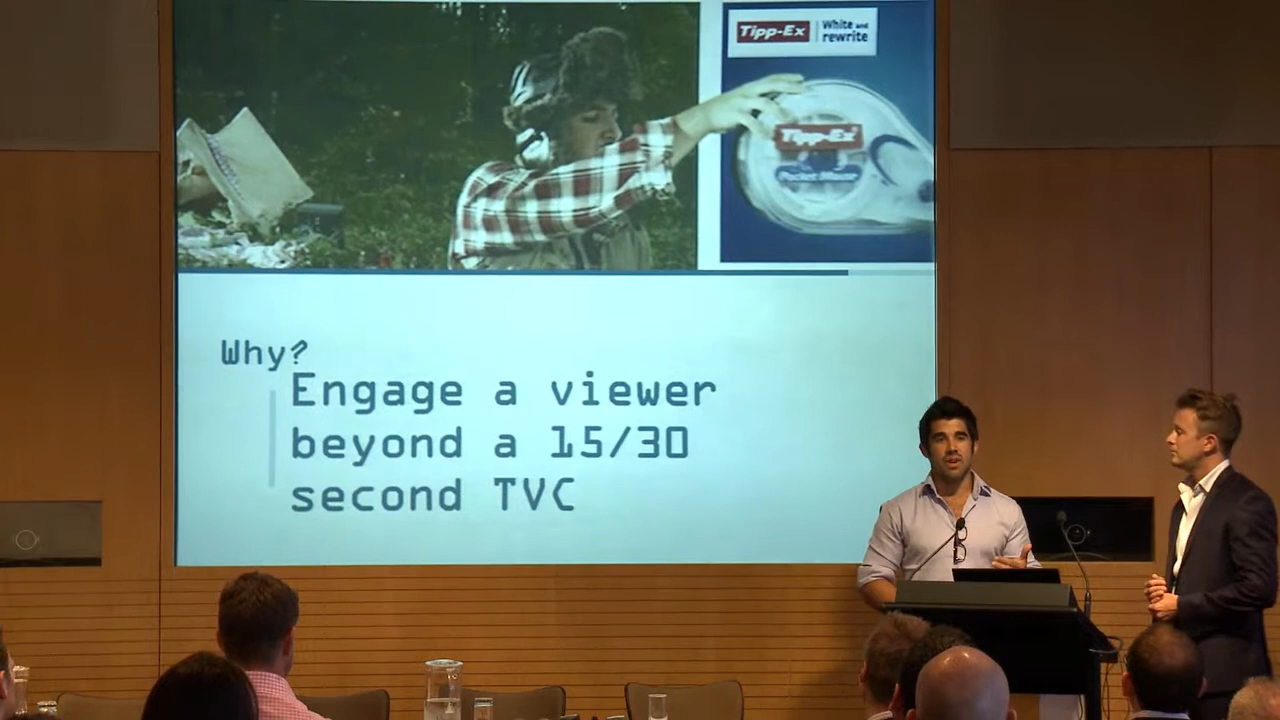 Tipp-Ex White and
rewrite
Tipp-Ex
Pocket Mouse
Why?
Engage a viewer
beyond a 15/30
second TVC